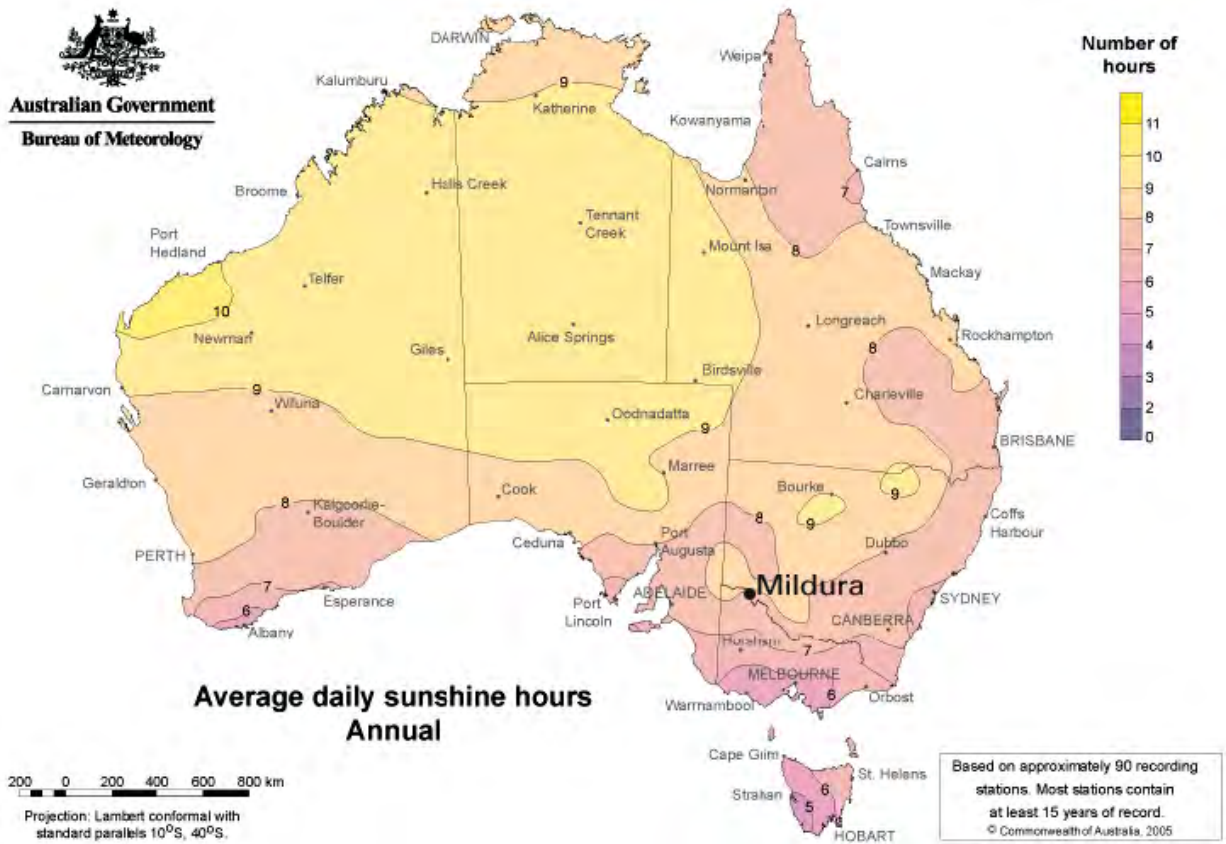 Australian Government
Bureau of Meteorology
Number of
hours
11
10
9
8
7
6
5
4
3
2
0
DARWIN
Kalumburu
9
Katherine
Weipa
Kowanyama
Cairns
7
Normanton
Broome
Halls Creek
Tennant
Creek
Townsville
Port
Hedland
Mount Isa
8
Mackay
Telfer
10
Newman
Alice Springs
Longreach
Rockhampton
Giles
8
Birdsville
Carnarvon
9
Wiluna
Charleville
Oodnadatta
9
BRISBANE
Marree
Geraldton
Cook
Bourke
9
8
Kalgoorlie-
Boulder
8
9
Coffs
Harbour
PERTH
Ceduna
Port
Augusta
Dubbo
7
Esperance
ADELAIDE
Mildura
SYDNEY
6
Albany
Port
Lincoln
CANBERRA
Horsham
7
MELBOURNE
6
Orbost
Warrnambool
Average daily sunshine hours
Annual
Cape Grim
St. Helens
6
Strahan
5
HOBART
200 0 200 400 600 800 km
Projection: Lambert conformal with
standard parallels 10°S, 40°S.
Based on approximately 90 recording
stations. Most stations contain
at least 15 years of record.
© Commonwealth of Australia, 2005